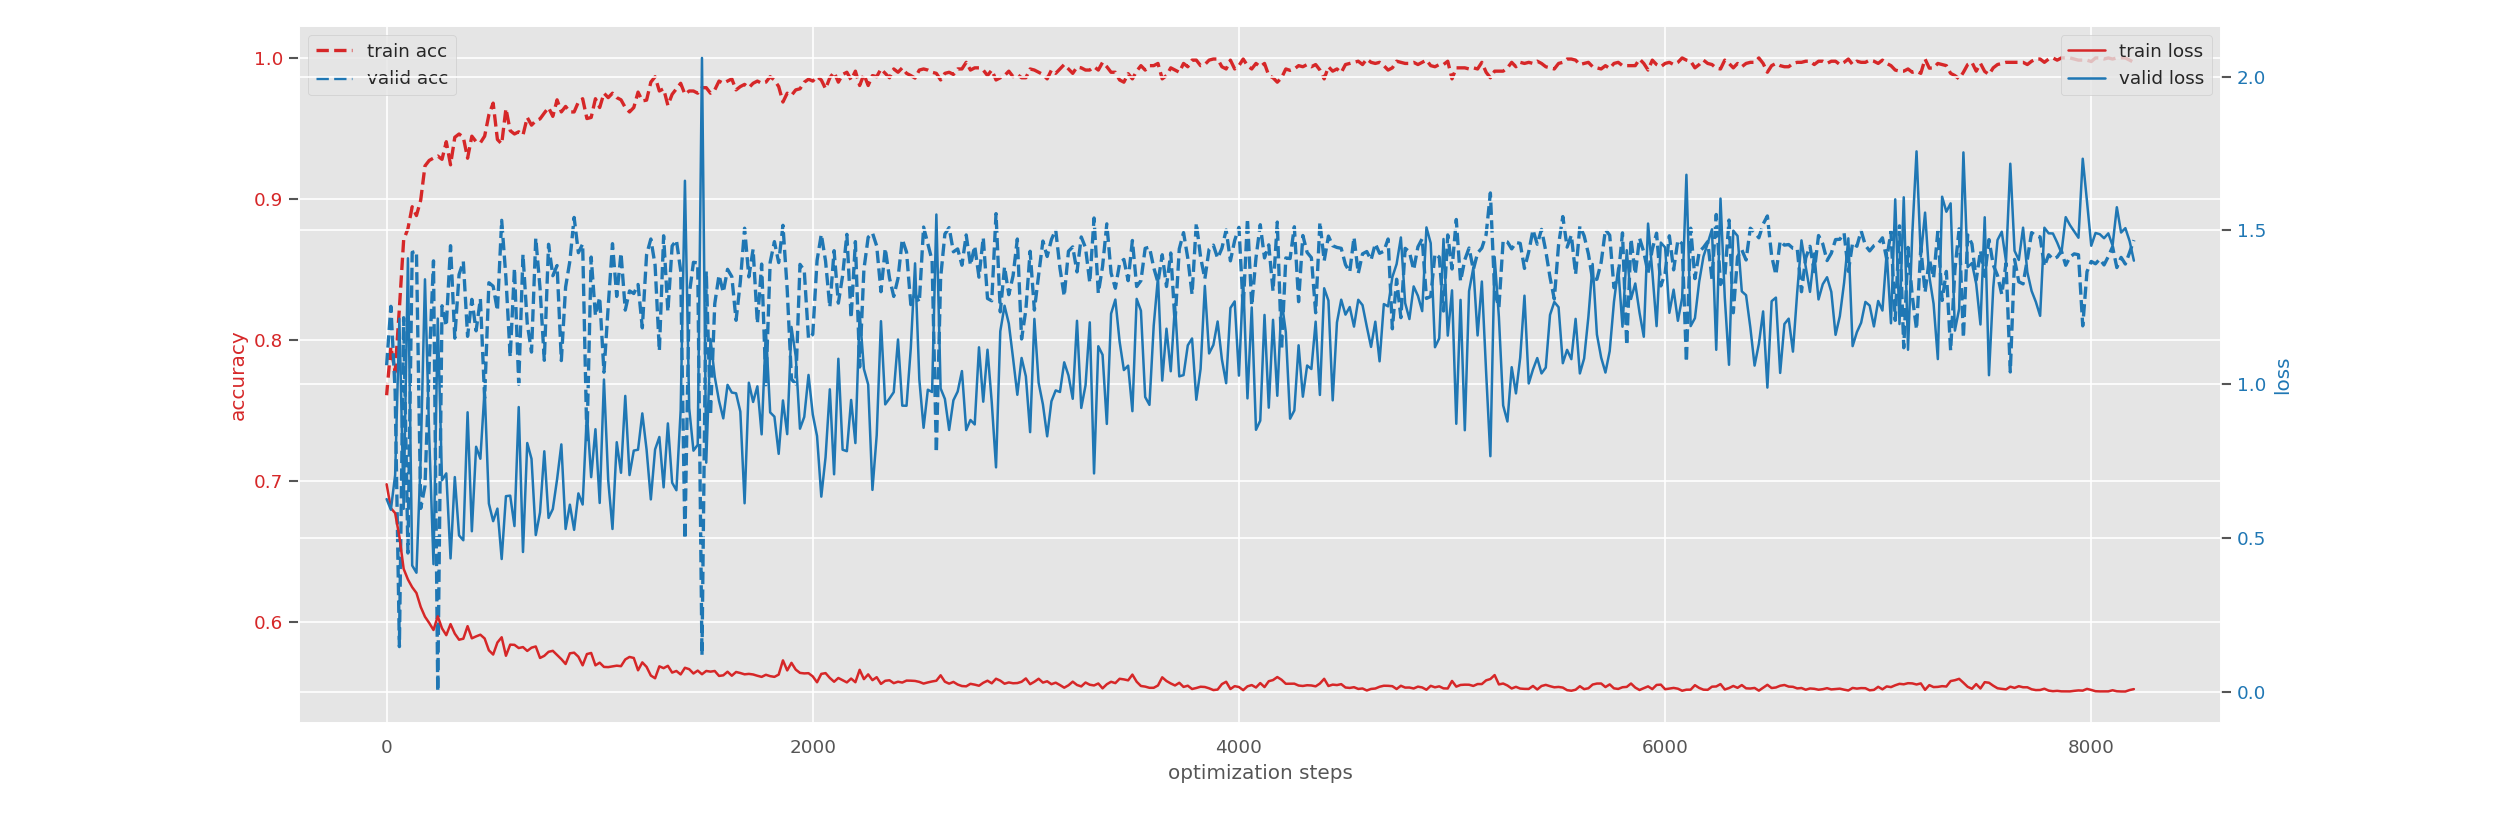 train acc
valid acc
train loss
valid loss
1.0
0.9
0.8
0.7
0.6
accuracy
2.0
1.5
1.0
0.5
0.0
loss
0
2000
4000
6000
8000
optimization steps